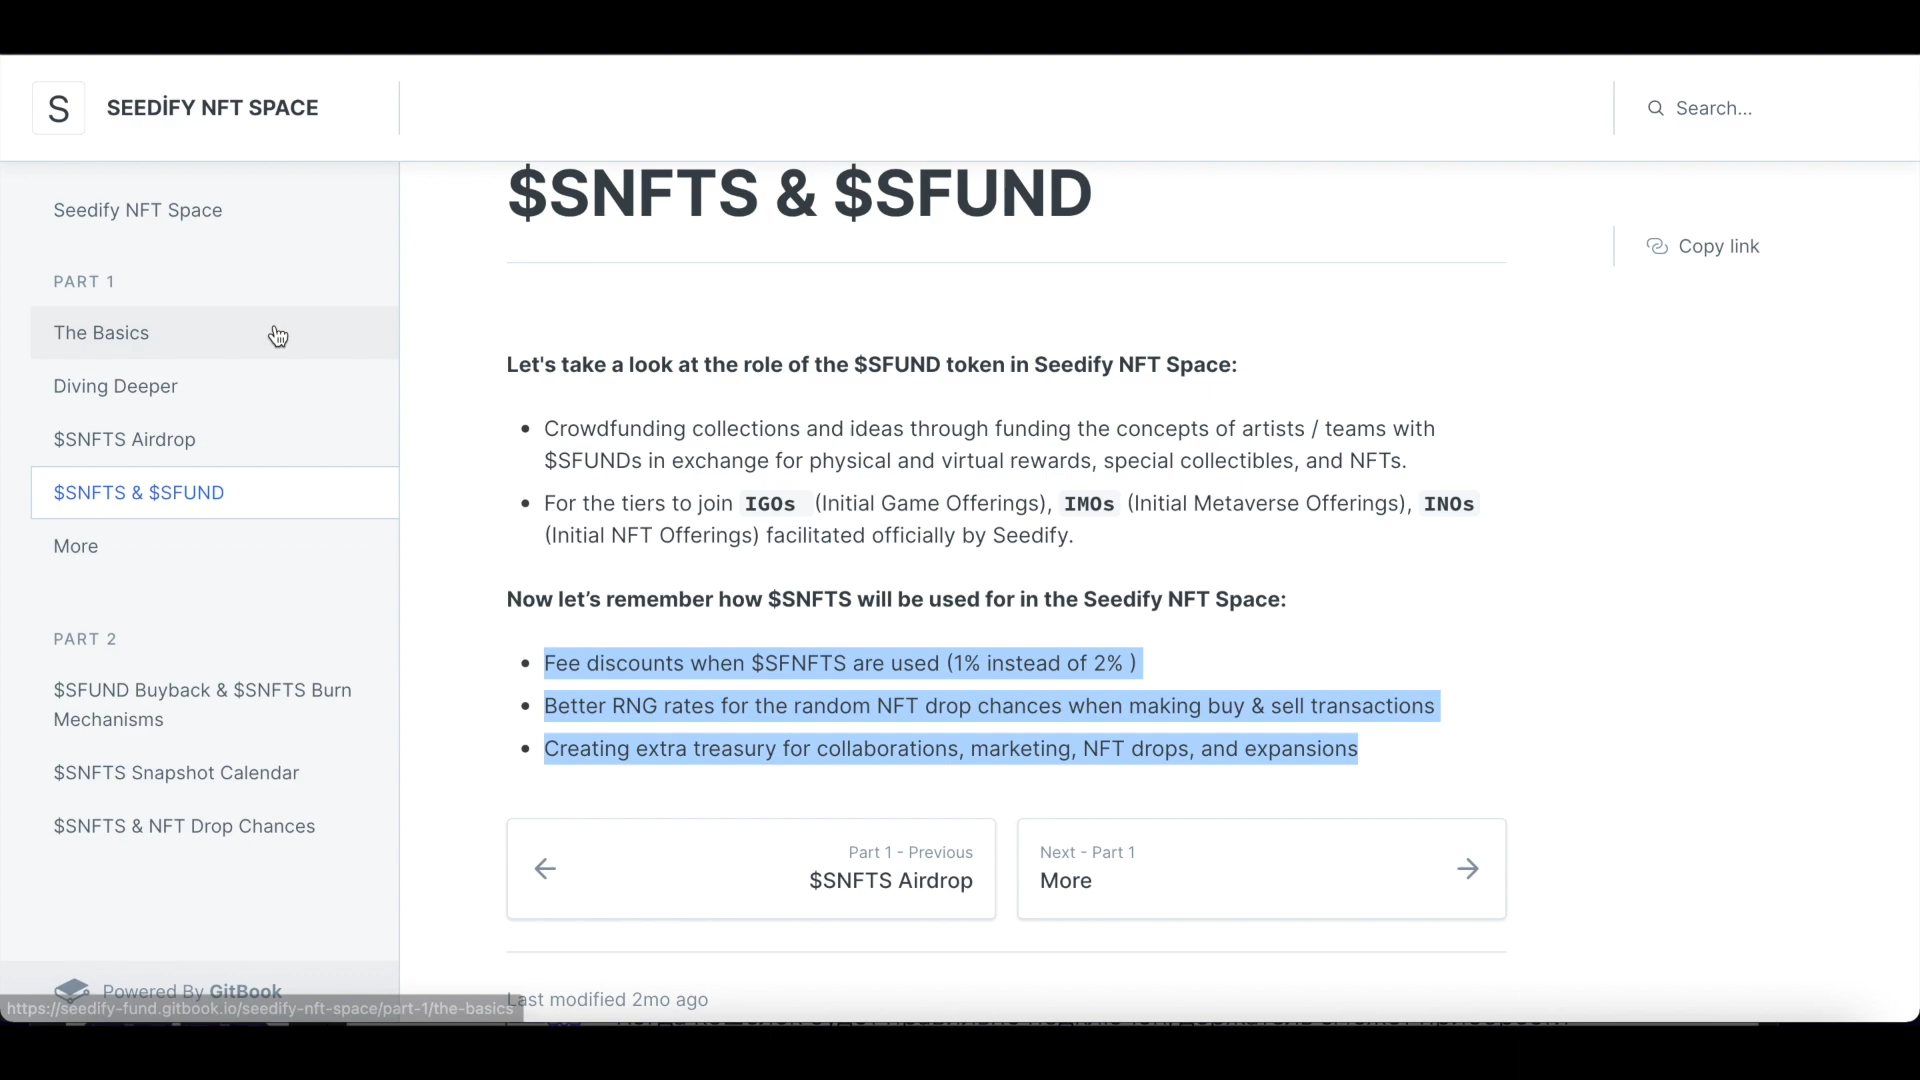 S
SEEDİFY NFT SPACE
Search...
Seedify NFT Space
PART 1
The Basics
Diving Deeper
$SNFTS Airdrop
$SNFTS & $SFUND
More
PART 2
$SFUND Buyback & $SNFTS Burn
Mechanisms
$SNFTS Snapshot Calendar
$SNFTS & NFT Drop Chances
Powered By GitBook
https://seedify-fund.gitbook.io/seedify-nft-space/part-1/the-basics
$SNFTS & $SFUND
Copy link
Let's take a look at the role of the $SFUND token in Seedify NFT Space:
• Crowdfunding collections and ideas through funding the concepts of artists / teams with
$SFUNDs in exchange for physical and virtual rewards, special collectibles, and NFTs.
• For the tiers to join IGOs (Initial Game Offerings), IMOs (Initial Metaverse Offerings), INOs
(Initial NFT Offerings) facilitated officially by Seedify.
Now let’s remember how $SNFTS will be used for in the Seedify NFT Space:
• Fee discounts when $SFNFTS are used (1% instead of 2% )
• Better RNG rates for the random NFT drop chances when making buy & sell transactions
• Creating extra treasury for collaborations, marketing, NFT drops, and expansions
Part 1 - Previous
$SNFTS Airdrop
Next - Part 1
More
Last modified 2mo ago